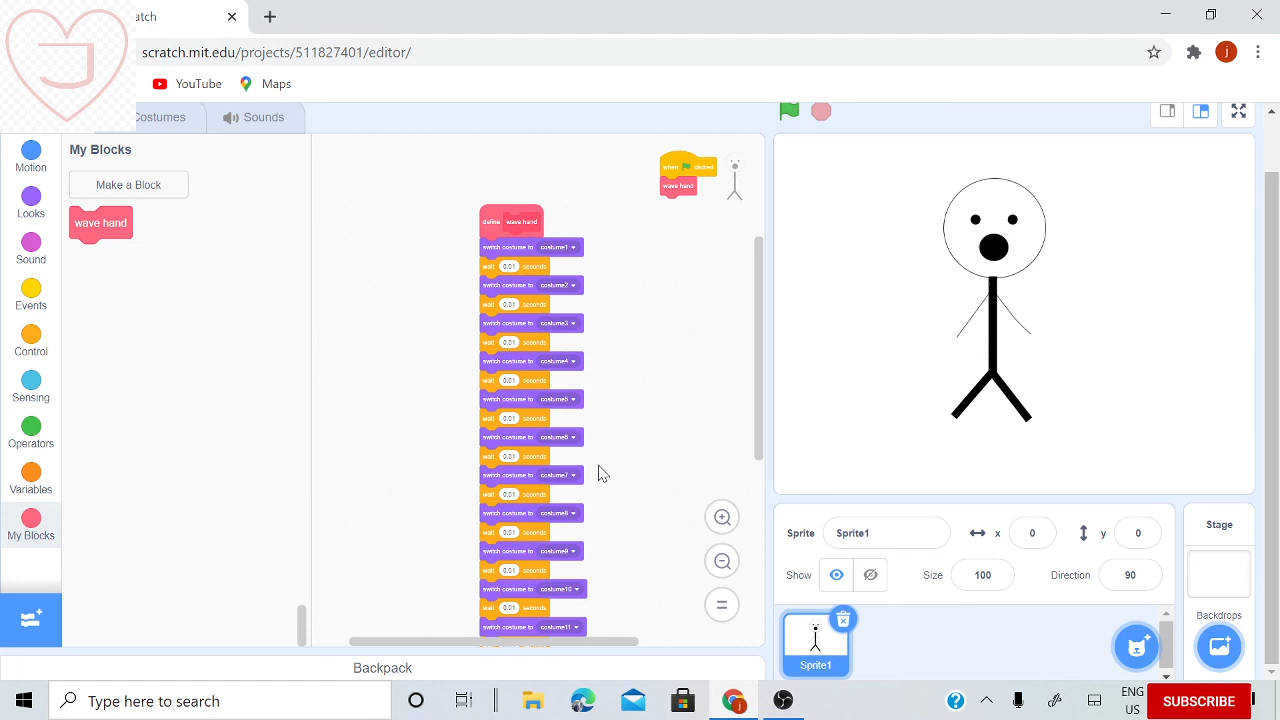 atch
scratch.mit.edu/projects/511827401/editor/
j
YouTube
Maps
J
Costumes
Sounds
Motion
Looks
Sound
Events
Control
Sensing
Operators
Variables
My Blocks
My Blocks
Make a Block
wave hand
when clicked
wave hand
define wave hand
switch costume to costume1
wait 0.01 seconds
switch costume to costume2
wait 0.01 seconds
switch costume to costume3
wait 0.01 seconds
switch costume to costume4
wait 0.01 seconds
switch costume to costume5
wait 0.01 seconds
switch costume to costume6
wait 0.01 seconds
switch costume to costume7
wait 0.01 seconds
switch costume to costume8
wait 0.01 seconds
switch costume to costume9
wait 0.01 seconds
switch costume to costume10
wait 0.01 seconds
switch costume to costume11
Sprite Sprite1 x 0 y 0
Show Size 100 Direction 90
Sprite1
Stage
Backdrops
Backpack
Type here to search
ENG
US
SUBSCRIBE